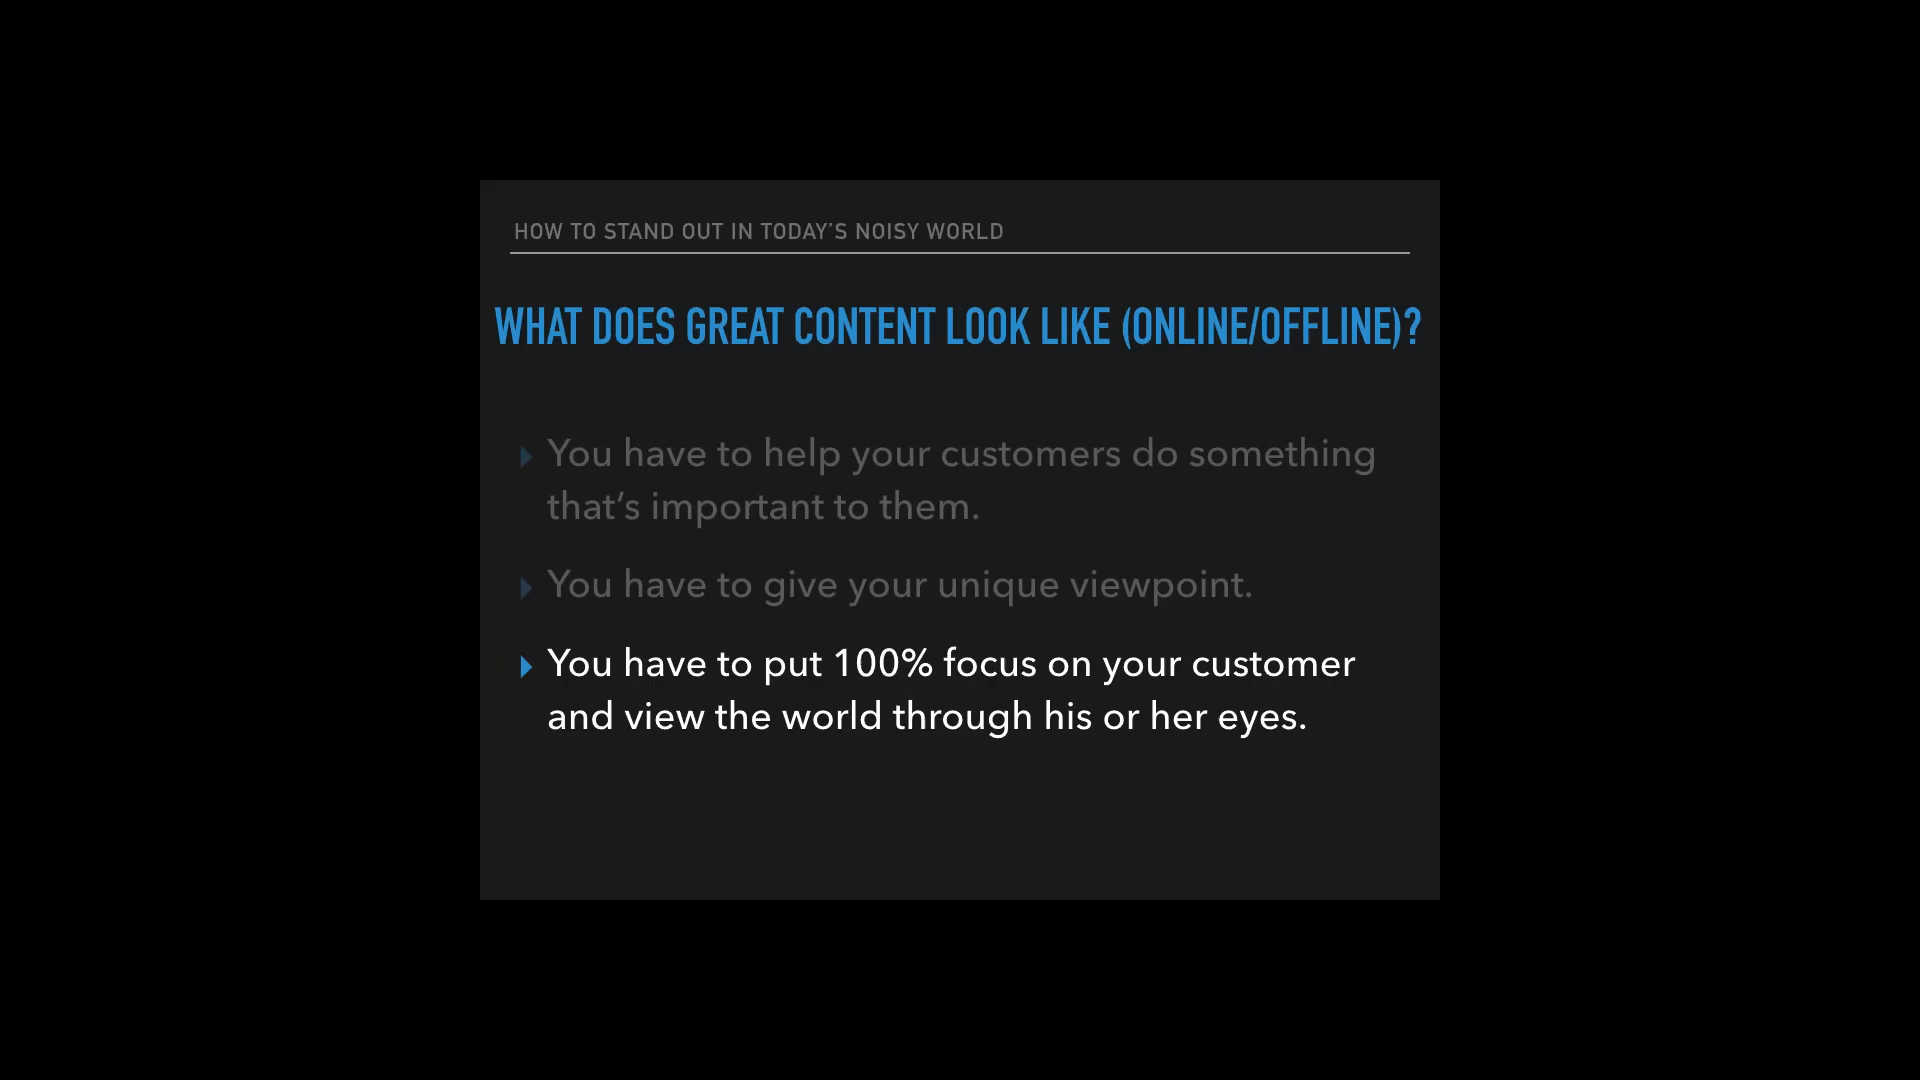 HOW TO STAND OUT IN TODAY’S NOISY WORLD
WHAT DOES GREAT CONTENT LOOK LIKE (ONLINE/OFFLINE)?
You have to help your customers do something
that’s important to them.
You have to give your unique viewpoint.
You have to put 100% focus on your customer
and view the world through his or her eyes.